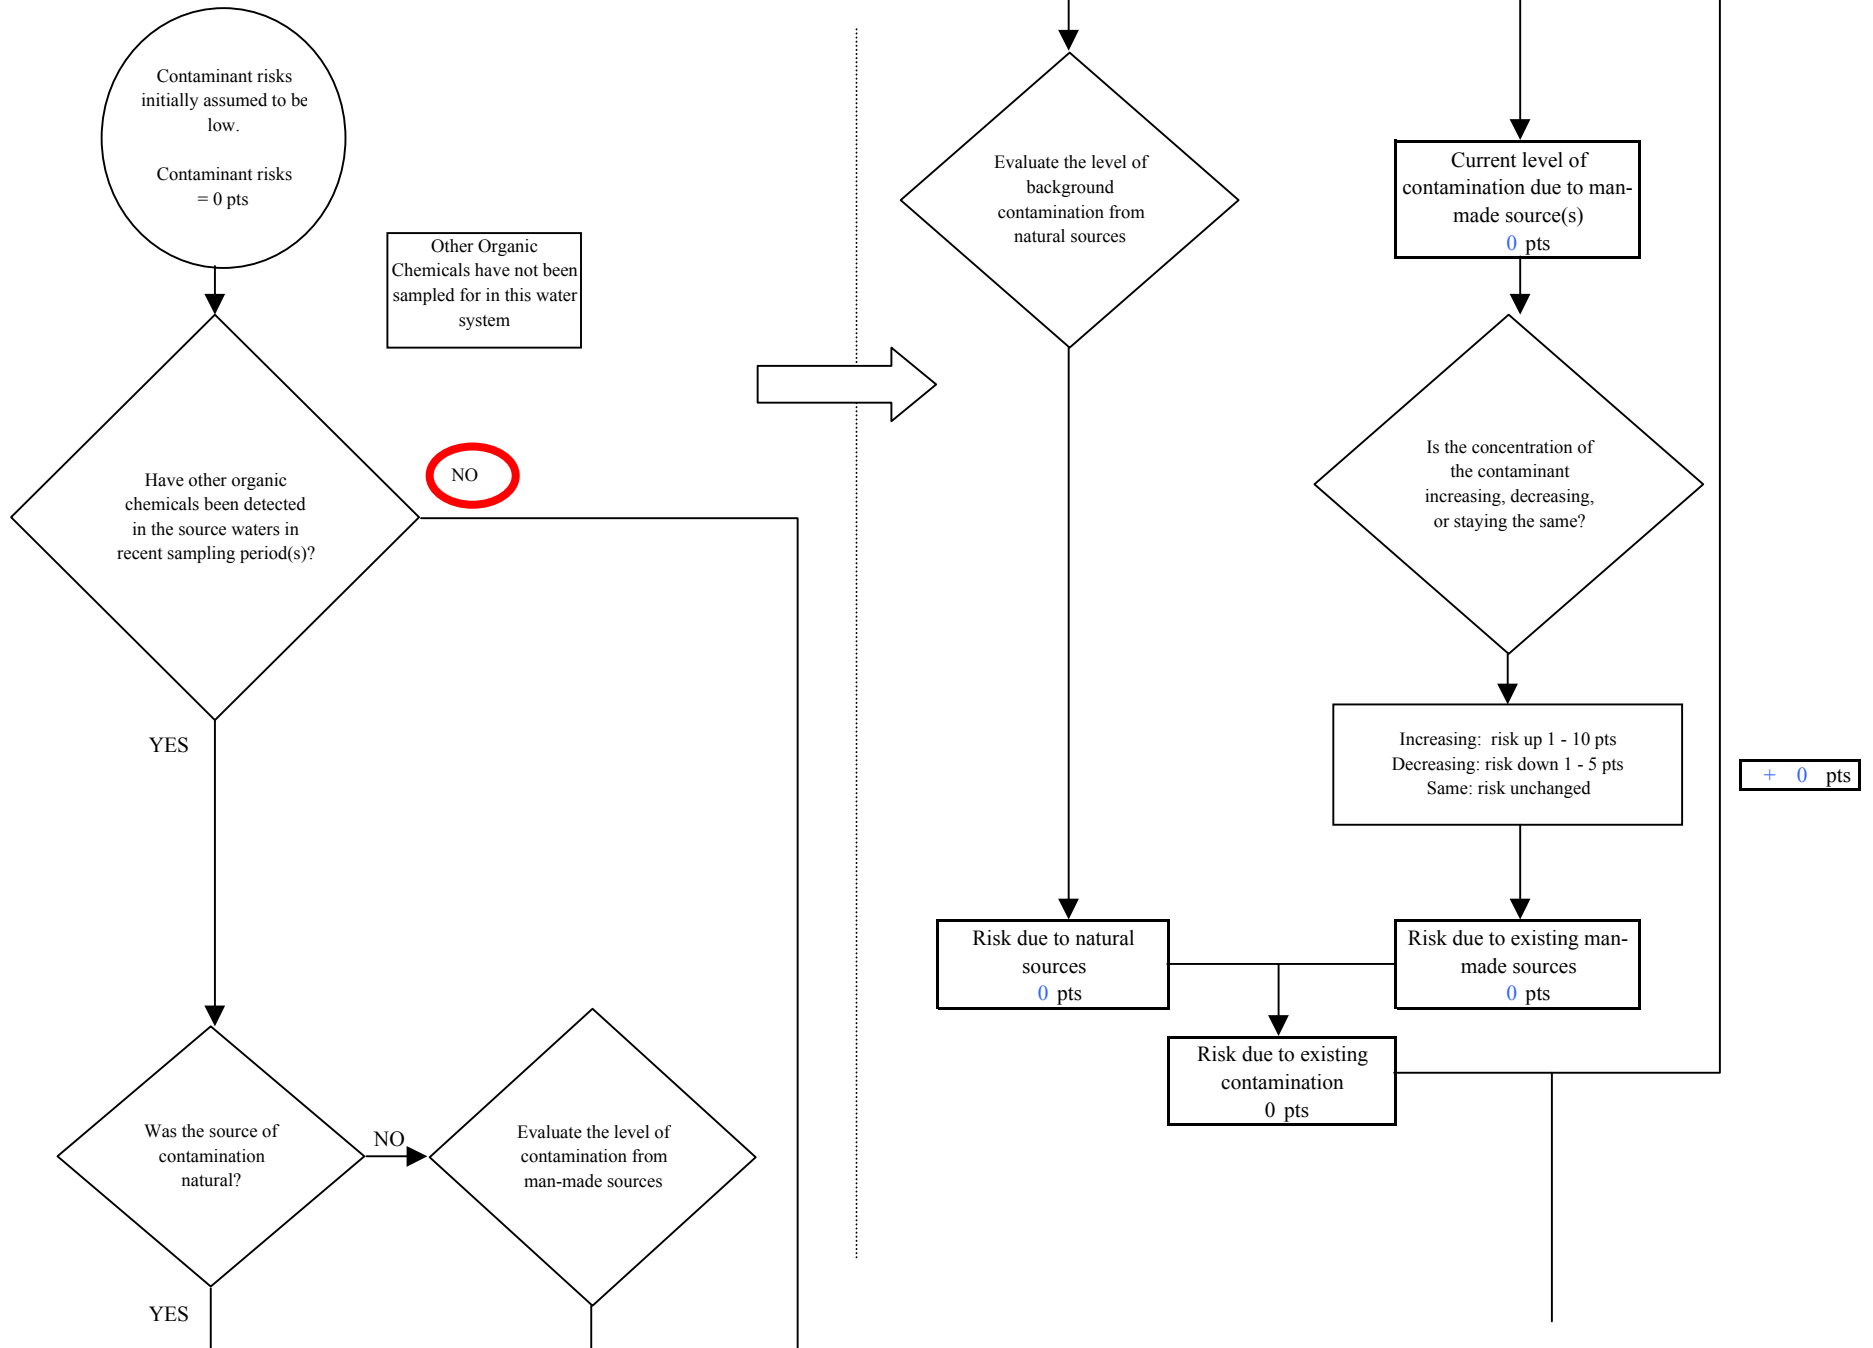 Contaminant risks
initially assumed to be
low.
Contaminant risks
= 0 pts
Other Organic
Chemicals have not been
sampled for in this water
system
Have other organic
chemicals been detected
in the source waters in
recent sampling period(s)?
NO
YES
Was the source of
contamination
natural?
NO
Evaluate the level of
contamination from
man-made sources
YES
Evaluate the level of
background
contamination from
natural sources
Current level of
contamination due to man-
made source(s)
0 pts
Is the concentration of
the contaminant
increasing, decreasing,
or staying the same?
Increasing: risk up 1 - 10 pts
Decreasing: risk down 1 - 5 pts
Same: risk unchanged
+ 0 pts
Risk due to natural
sources
0 pts
Risk due to existing man-
made sources
0 pts
Risk due to existing
contamination
0 pts